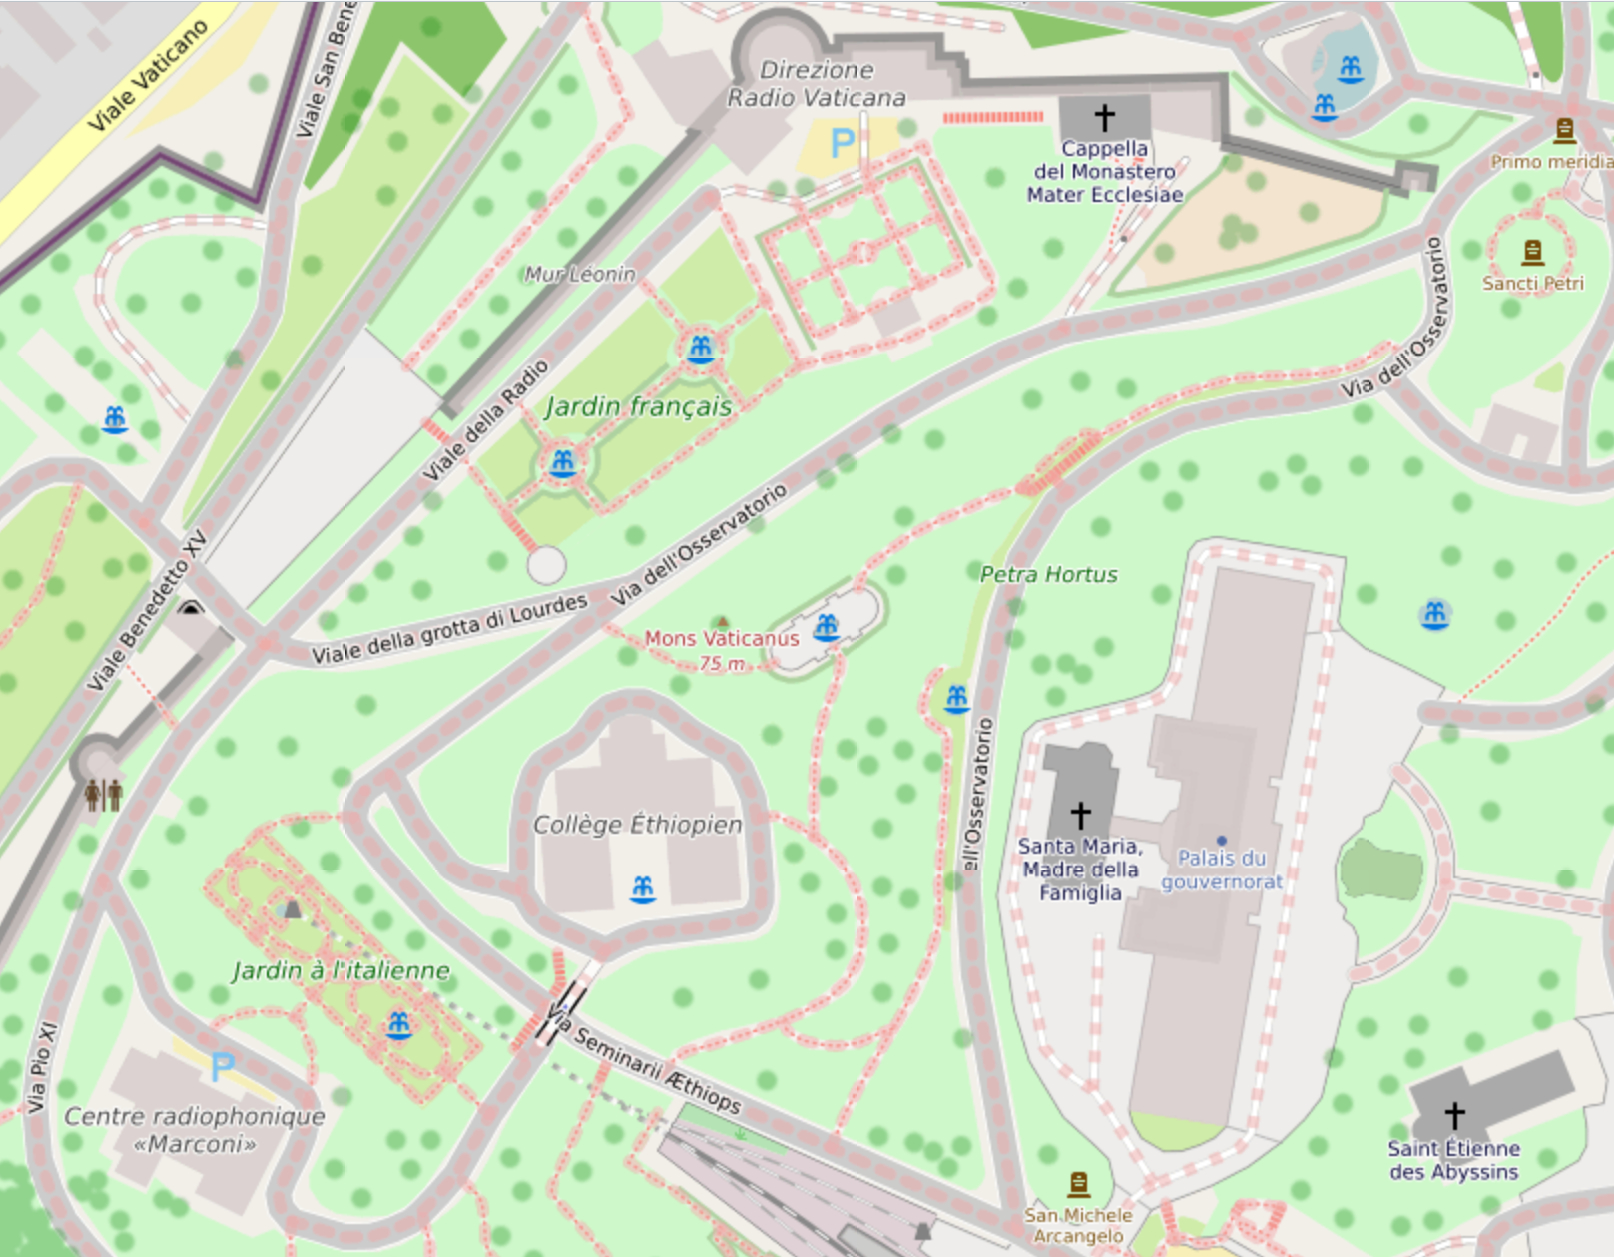 Viale Vaticano
Viale San Bene
Direzione
Radio Vaticana
P
Cappella
del Monastero
Mater Ecclesiae
Primo meridia
Sancti Petri
Mur Léonin
Via dell'Osservatorio
Viale della Radio
Jardin français
Via dell'Osservatorio
Viale Benedetto XV
Petra Hortus
Viale della grotta di Lourdes
Via dell'Osservatorio
Mons Vaticanus
75 m
ell'Osservatorio
Collège Éthiopien
Santa Maria,
Madre della
Famiglia
Palais du
gouvernorat
Jardin à l'italienne
Via Seminarii Æthiops
Via Pio XI
P
Centre radiophonique
«Marconi»
Saint Étienne
des Abyssins
San Michele
Arcangelo